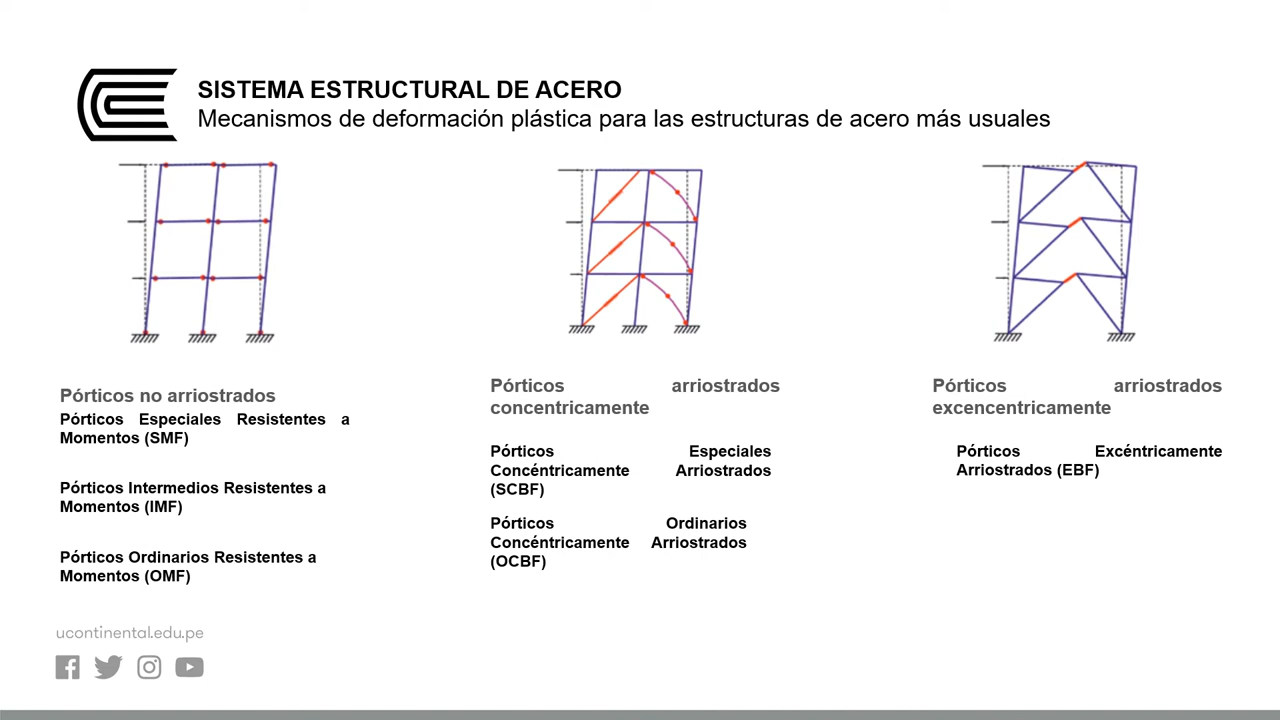 SISTEMA ESTRUCTURAL DE ACERO
Mecanismos de deformación plástica para las estructuras de acero más usuales
Pórticos no arriostrados
Pórticos Especiales Resistentes a
Momentos (SMF)
Pórticos Intermedios Resistentes a
Momentos (IMF)
Pórticos Ordinarios Resistentes a
Momentos (OMF)
Pórticos arriostrados
concentricamente
Pórticos Especiales
Concéntricamente Arriostrados
(SCBF)
Pórticos Ordinarios
Concéntricamente Arriostrados
(OCBF)
Pórticos arriostrados
excencentricamente
Pórticos Excéntricamente
Arriostrados (EBF)
ucontinental.edu.pe